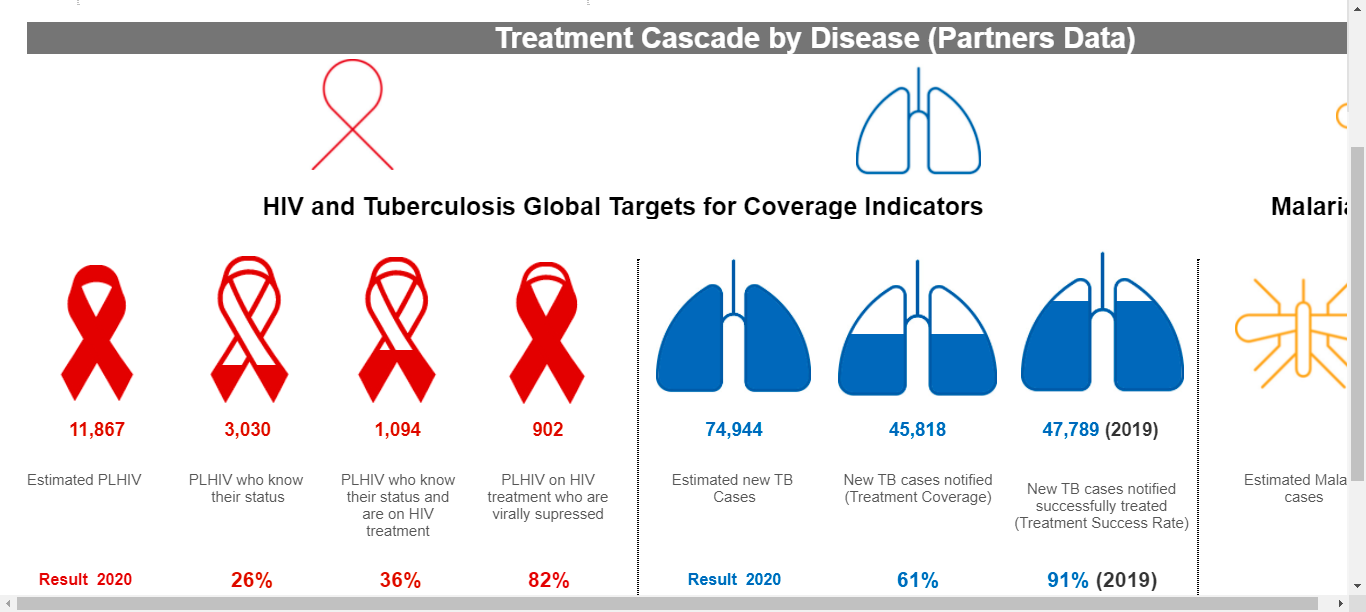 Treatment Cascade by Disease (Partners Data)
HIV and Tuberculosis Global Targets for Coverage Indicators
11,867
Estimated PLHIV
Result 2020
3,030
PLHIV who know
their status
26%
1,094
PLHIV who know
their status and
are on HIV
treatment
36%
902
PLHIV on HIV
treatment who are
virally supressed
82%
74,944
Estimated new TB
Cases
Result 2020
45,818
New TB cases notified
(Treatment Coverage)
61%
47,789 (2019)
New TB cases notified
successfully treated
(Treatment Success Rate)
91% (2019)
Estimated
cases